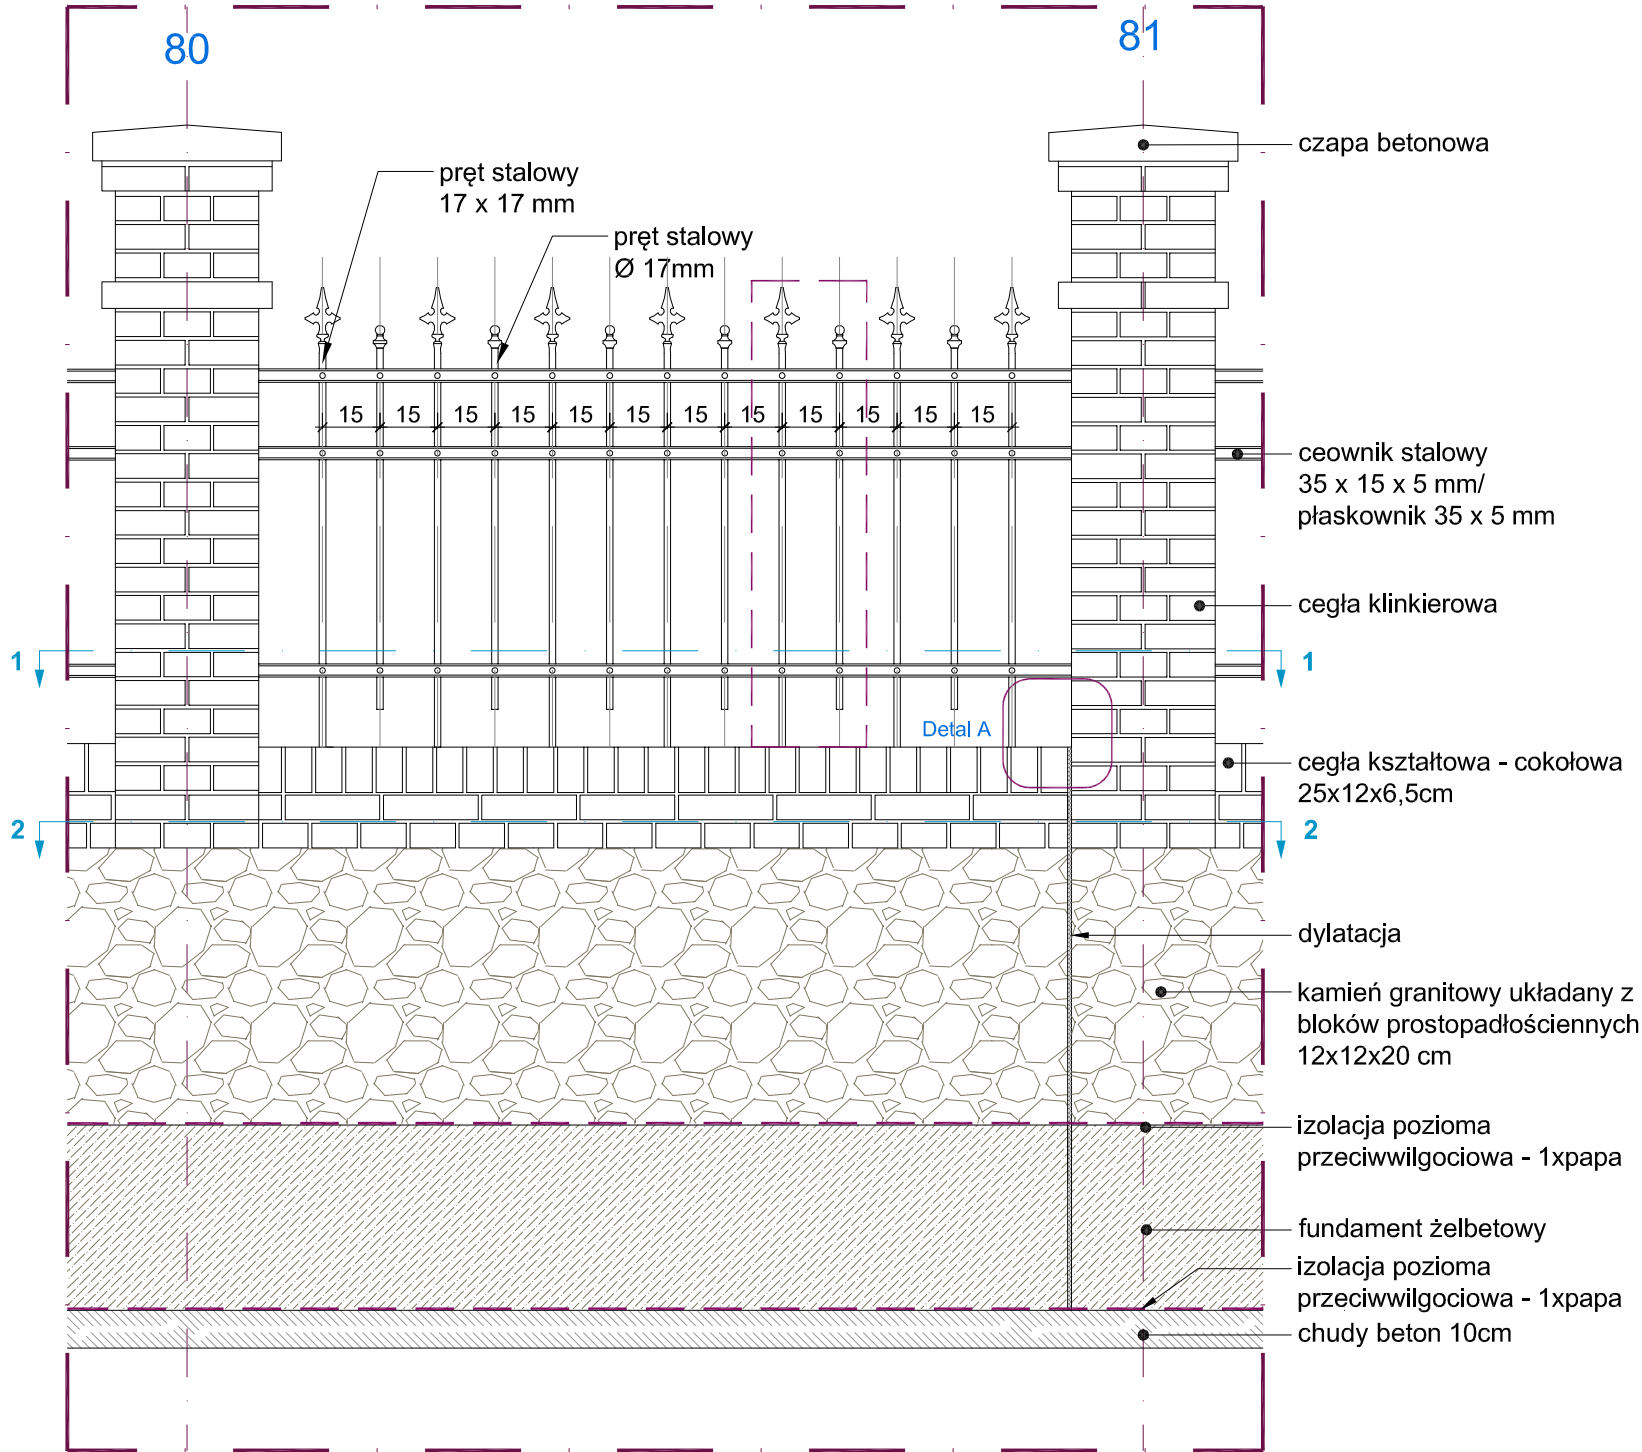 80
81
czapa betonowa
pręt stalowy
17 x 17 mm
pręt stalowy
Ø 17mm
15 15 15 15 15 15 15 15 15 15 15 15
ceownik stalowy
35 x 15 x 5 mm/
płaskownik 35 x 5 mm
cegła klinkierowa
1 1
Detal A
cegła kształtowa - cokołowa
25x12x6,5cm
2 2
dylatacja
kamień granitowy układany z
bloków prostopadłościennych
12x12x20 cm
izolacja pozioma
przeciwwilgociowa - 1xpapa
fundament żelbetowy
izolacja pozioma
przeciwwilgociowa - 1xpapa
chudy beton 10cm